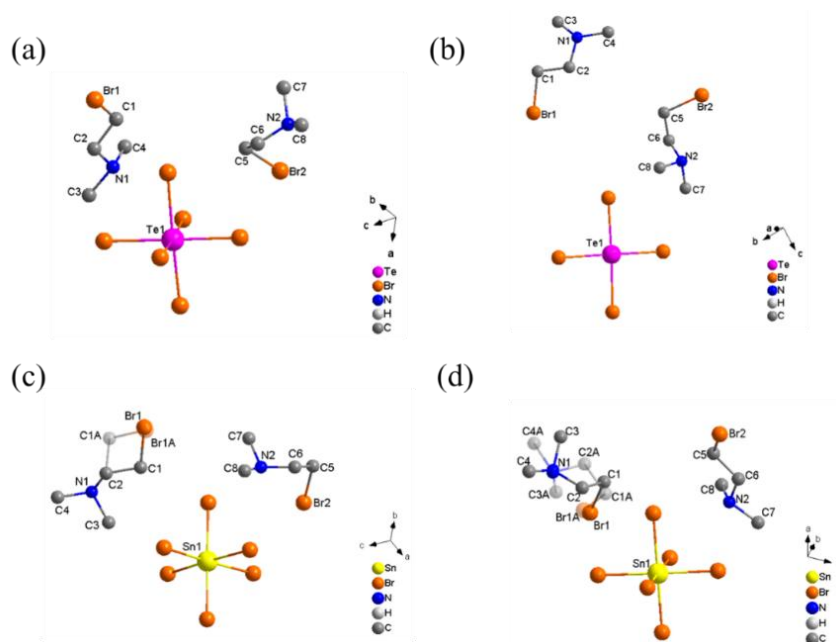 (a)
Br1
C1
C2
C4
N1
C3
C7
N2
C6
C8
C5
Br2
Te1
b
c
a
Te
Br
N
H
C
(b)
C3
N1
C4
C1
C2
Br1
Br2
C5
C6
C8
N2
C7
Te1
a
b
c
Te
Br
N
H
C
(c)
Br1
C1A
Br1A
C1
N1
C2
C4
C3
C7
C6
C5
C8
N2
Br2
Sn1
b
c
a
Sn
Br
N
H
C
(d)
C4A
C3
C2A
C4
N1
C1
C3A
C2
C1A
Br1A
Br1
Br2
C5
C6
C8
N2
C7
Sn1
a
b
Sn
Br
N
H
C